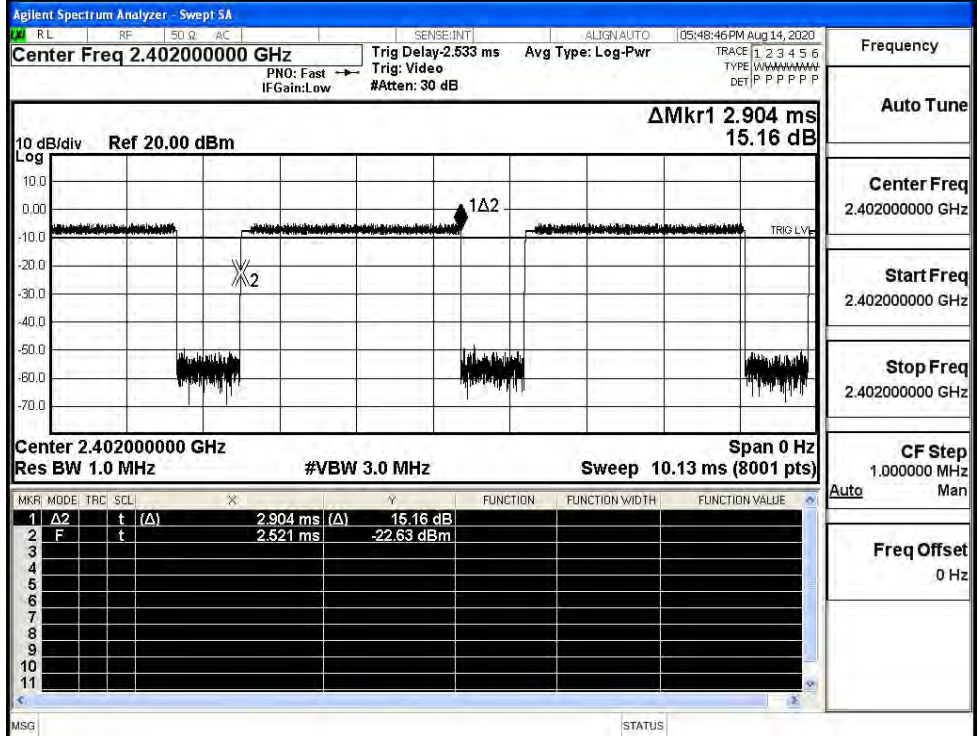 Agilent Spectrum Analyzer - Swept SA
RL RF 50 Ω AC SENSE:INT ALIGNAUTO 05:48:46PM Aug 14, 2020
Center Freq 2.402000000 GHz
PNO: Fast
IFGain:Low
Trig Delay-2.533 ms
Trig: Video
#Atten: 30 dB
Avg Type: Log-Pwr
TRACE 1 2 3 4 5 6
TYPE WWWWWW
DET P P P P P P
ΔMkr1 2.904 ms
15.16 dB
10 dB/div Ref 20.00 dBm
Log
10.0
0.00
-10.0
-20.0
-30.0
-40.0
-50.0
-60.0
-70.0
1Δ2
2
TRIG LVL
Center 2.402000000 GHz Span 0 Hz
Res BW 1.0 MHz #VBW 3.0 MHz Sweep 10.13 ms (8001 pts)
MKR MODE TRC SCL X Y FUNCTION FUNCTION WIDTH FUNCTION VALUE
1 Δ2 t (Δ) 2.904 ms (Δ) 15.16 dB
2 F t 2.521 ms -22.63 dBm
3
4
5
6
7
8
9
10
11
MSG STATUS
Frequency
Auto Tune
Center Freq
2.402000000 GHz
Start Freq
2.402000000 GHz
Stop Freq
2.402000000 GHz
CF Step
1.000000 MHz
Auto Man
Freq Offset
0 Hz